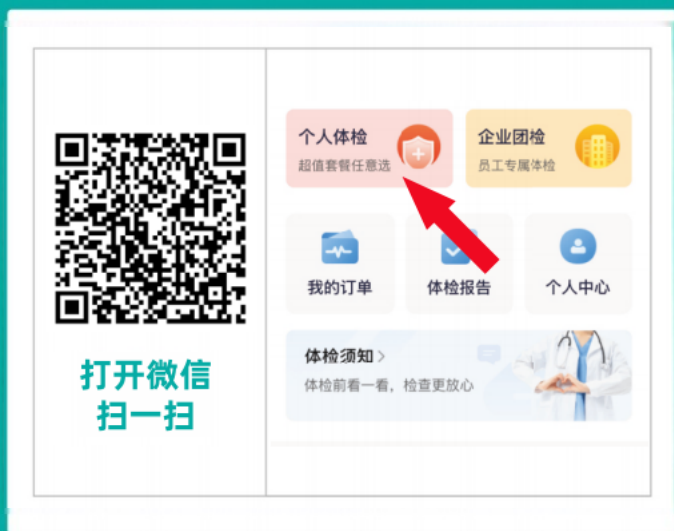 打开微信
扫一扫
个人体检
超值套餐任意选
企业团检
员工专属体检
我的订单
体检报告
个人中心
体检须知>
体检前看一看，检查更放心